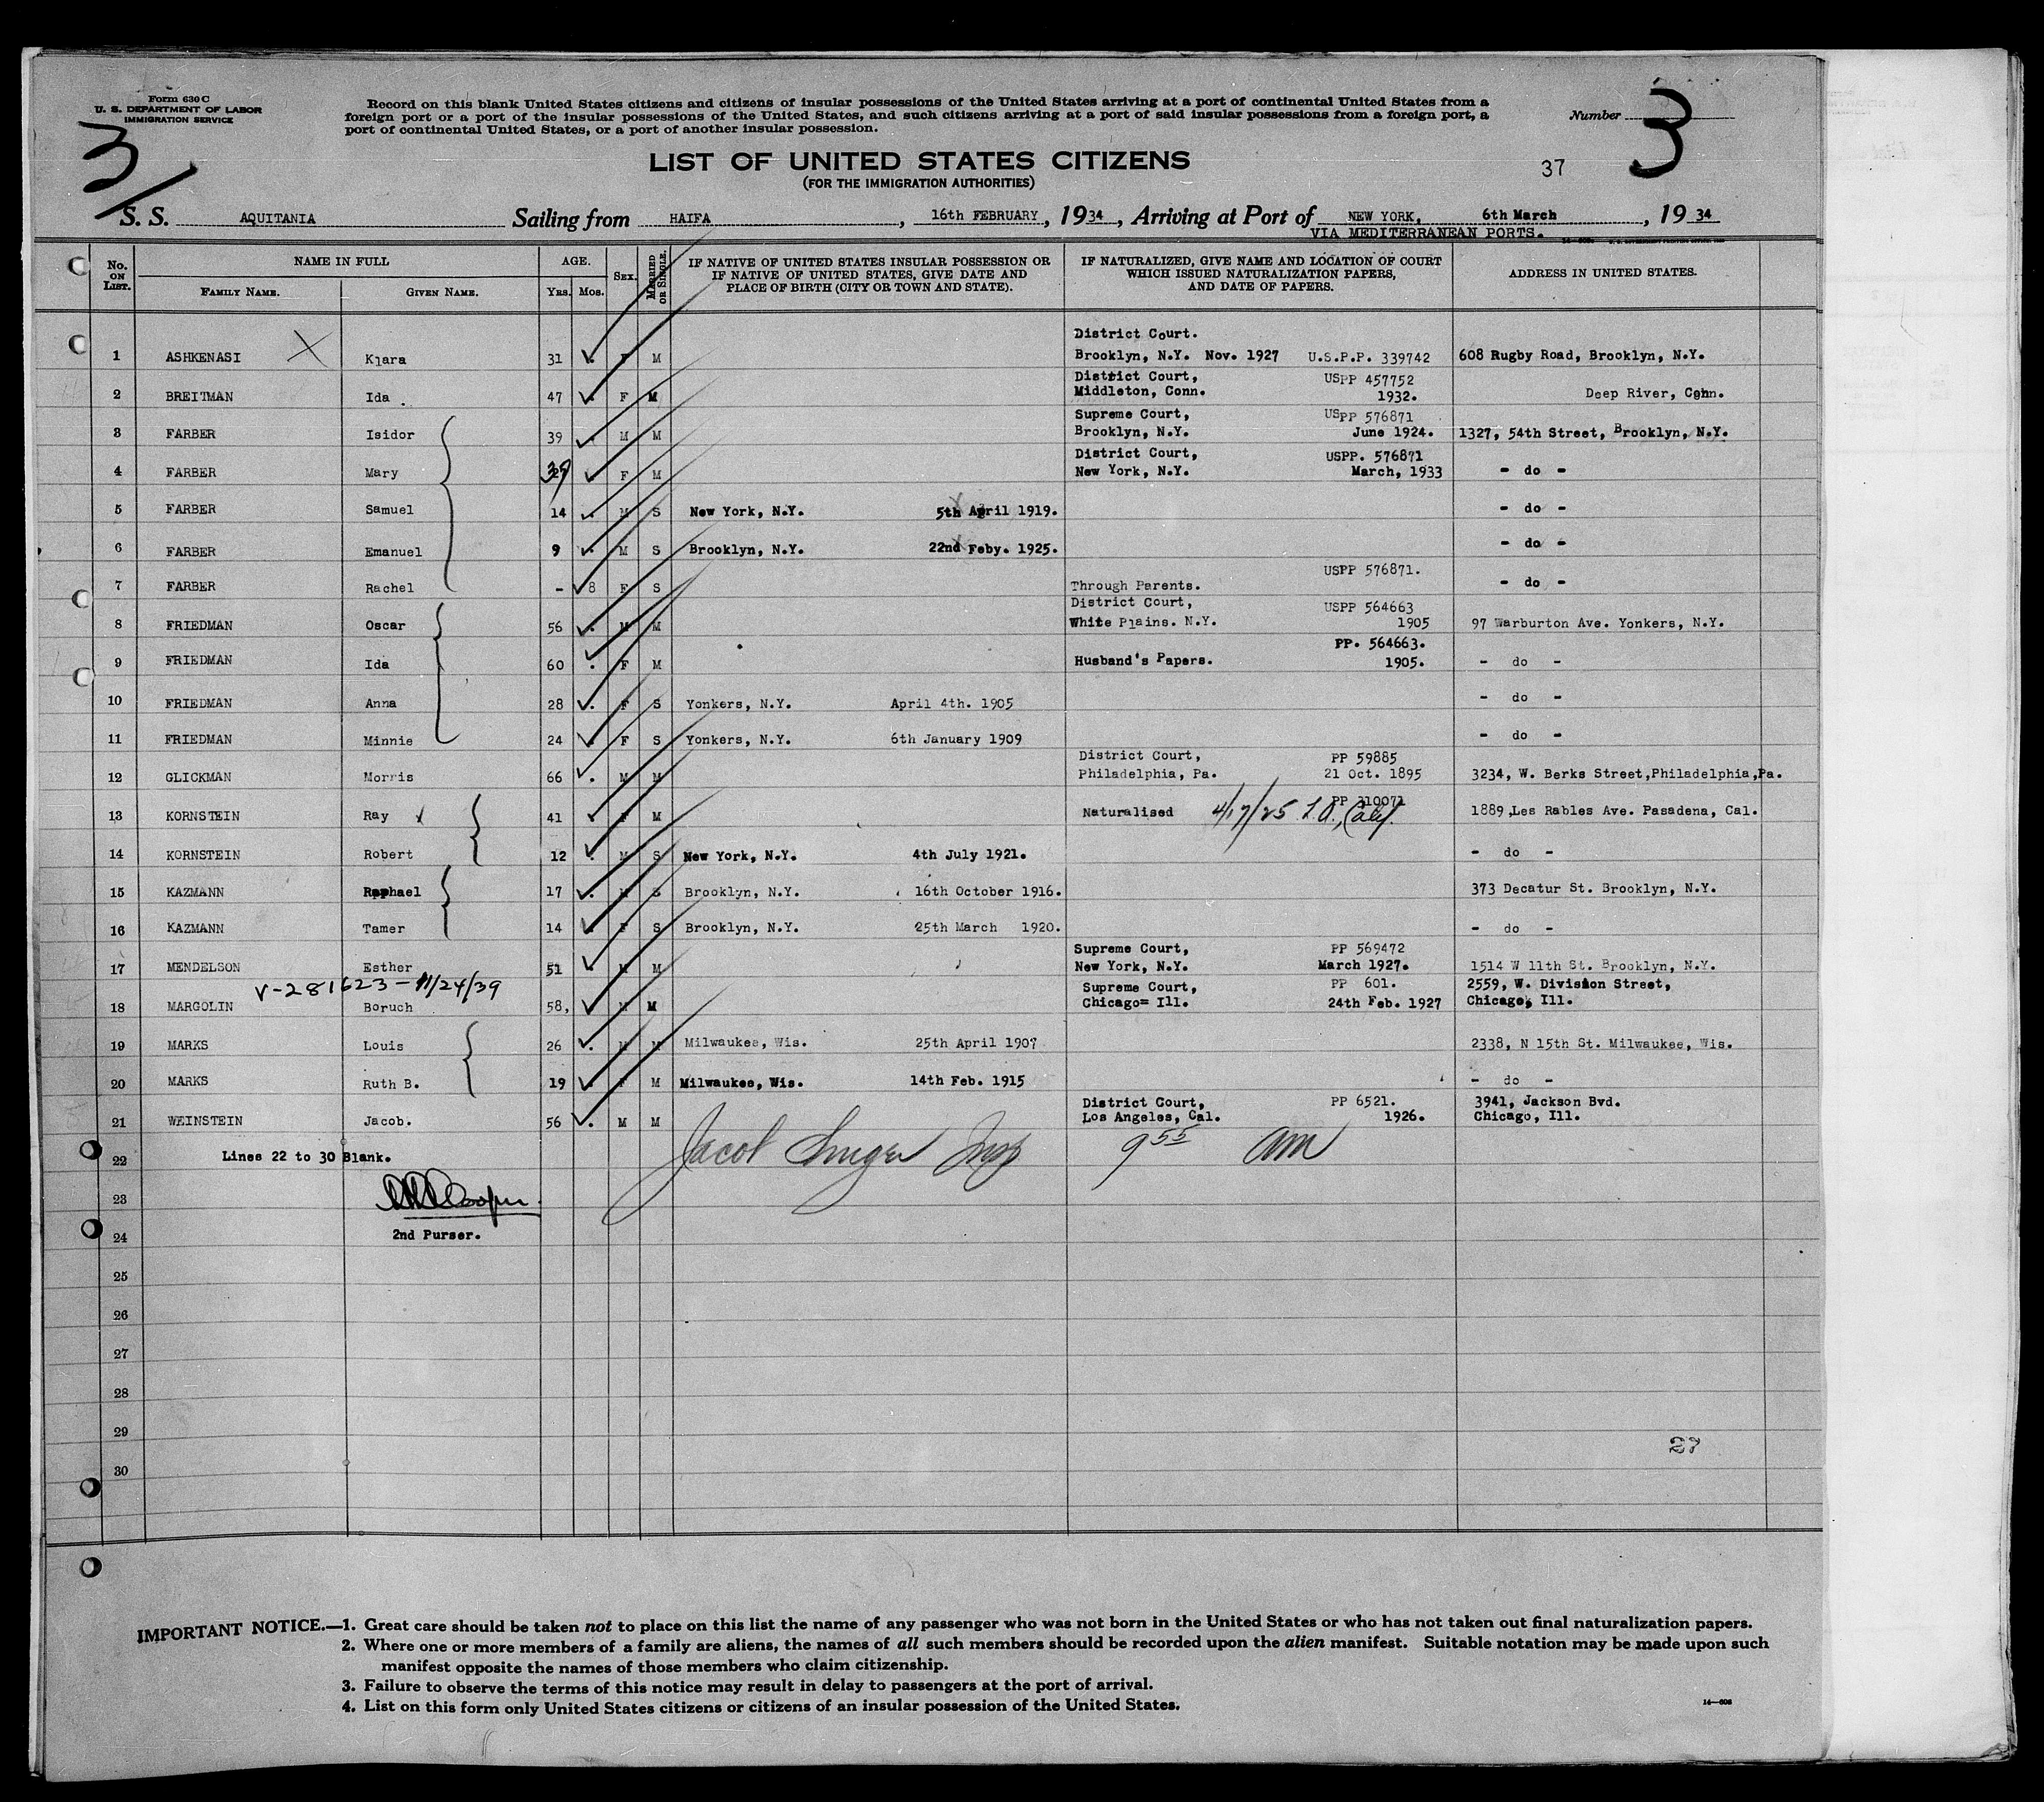 Form 630 C
U. S. DEPARTMENT OF LABOR
IMMIGRATION SERVICE
Record on this blank United States citizens and citizens of insular possessions of the United States arriving at a port of continental United States from a
foreign port or a port of the insular possessions of the United States, and such citizens arriving at a port of said insular possessions from a foreign port, a
port of continental United States, or a port of another insular possession.
Number 3
3/
LIST OF UNITED STATES CITIZENS
(FOR THE IMMIGRATION AUTHORITIES)
37
S. S. AQUITANIA Sailing from HAIFA, 16th FEBRUARY, 1934, Arriving at Port of NEW YORK, 6th March, 1934
VIA MEDITERRANEAN PORTS.
No. ON LIST. NAME IN FULL FAMILY NAME. GIVEN NAME. AGE. YRS. MOS. SEX. MARRIED OR SINGLE. IF NATIVE OF UNITED STATES INSULAR POSSESSION OR IF NATIVE OF UNITED STATES, GIVE DATE AND PLACE OF BIRTH (CITY OR TOWN AND STATE). IF NATURALIZED, GIVE NAME AND LOCATION OF COURT WHICH ISSUED NATURALIZATION PAPERS, AND DATE OF PAPERS. ADDRESS IN UNITED STATES.
District Court.
1 ASHKENASI X Klara 31 F M Brooklyn, N.Y. Nov. 1927 U.S.P.P. 339742 608 Rugby Road, Brooklyn, N.Y.
District Court, USPP 457752
2 BREITMAN Ida . 47 F M Middleton, Conn. 1932. Deep River, Conn.
Supreme Court, USPP 576871
3 FARBER Isidor 39 M M Brooklyn, N.Y. June 1924. 1327, 54th Street, Brooklyn, N.Y.
District Court, USPP. 576871
4 FARBER Mary F M New York, N.Y. March, 1933 - do -
5 FARBER Samuel 14 M S New York, N.Y. 5th April 1919. - do -
6 FARBER Emanuel 9 M S Brooklyn, N.Y. 22nd Feby. 1925. - do -
USPP 576871.
7 FARBER Rachel - 8 F S Through Parents. - do -
District Court, USPP 564663
8 FRIEDMAN Oscar 56 M M White Plains. N.Y. 1905 97 Warburton Ave. Yonkers, N.Y.
PP. 564663.
9 FRIEDMAN Ida 60 F M Husband's Papers. 1905. - do -
10 FRIEDMAN Anna 28 F S Yonkers, N.Y. April 4th. 1905 - do -
11 FRIEDMAN Minnie 24 F S Yonkers, N.Y. 6th January 1909 - do -
District Court, PP 59885
12 GLICKMAN Morris 66 M M Philadelphia, Pa. 21 Oct. 1895 3234, W. Berks Street,Philadelphia,Pa.
PP 310071
13 KORNSTEIN Ray 41 F M Naturalised 4/17/25 L.A., Calif. 1889,Les Rables Ave. Pasadena, Cal.
14 KORNSTEIN Robert 12 M S New York, N.Y. 4th July 1921. - do -
15 KAZMANN Raphael 17 M S Brooklyn, N.Y. 16th October 1916. 373 Decatur St. Brooklyn, N.Y.
16 KAZMANN Tamer 14 F S Brooklyn, N.Y. 25th March 1920. - do -
Supreme Court, PP 569472
17 MENDELSON Esther 51 M New York, N.Y. March 1927. 1514 W 11th St. Brooklyn, N.Y.
V-281623-11/24/39
Supreme Court, PP 601. 2559, W. Division Street,
18 MARGOLIN Boruch 58, M M Chicago= Ill. 24th Feb. 1927 Chicago, Ill.
19 MARKS Louis 26 M M Milwaukee, Wis. 25th April 1907 2338, N 15th St. Milwaukee, Wis.
20 MARKS Ruth B. 19 F M Milwaukee, Wis. 14th Feb. 1915 - do -
District Court, PP 6521. 3941, Jackson Bvd.
21 WEINSTEIN Jacob. 56 M M Los Angeles, Cal. 1926. Chicago, Ill.
Jacob Insp 9 55 am
22 Lines 22 to 30 Blank.
23 Cooper.
24 2nd Purser.
25
26
27
28
29
27
30
IMPORTANT NOTICE.—1. Great care should be taken not to place on this list the name of any passenger who was not born in the United States or who has not taken out final naturalization papers.
2. Where one or more members of a family are aliens, the names of all such members should be recorded upon the alien manifest. Suitable notation may be made upon such
manifest opposite the names of those members who claim citizenship.
3. Failure to observe the terms of this notice may result in delay to passengers at the port of arrival.
4. List on this form only United States citizens or citizens of an insular possession of the United States.
14—606